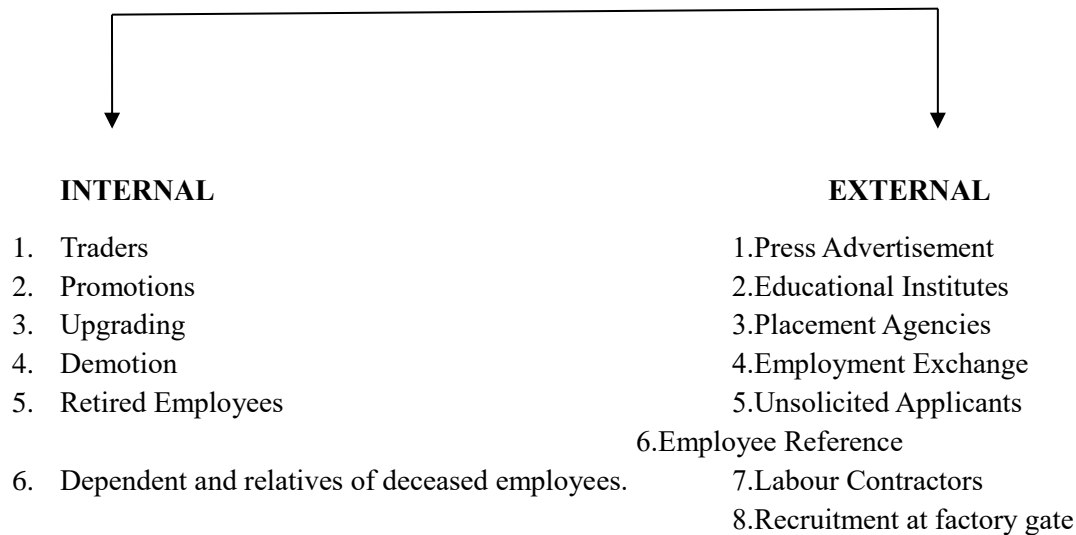 INTERNAL EXTERNAL
1. Traders 1.Press Advertisement
2. Promotions 2.Educational Institutes
3. Upgrading 3.Placement Agencies
4. Demotion 4.Employment Exchange
5. Retired Employees 5.Unsolicited Applicants
6.Employee Reference
6. Dependent and relatives of deceased employees. 7.Labour Contractors
8.Recruitment at factory gate